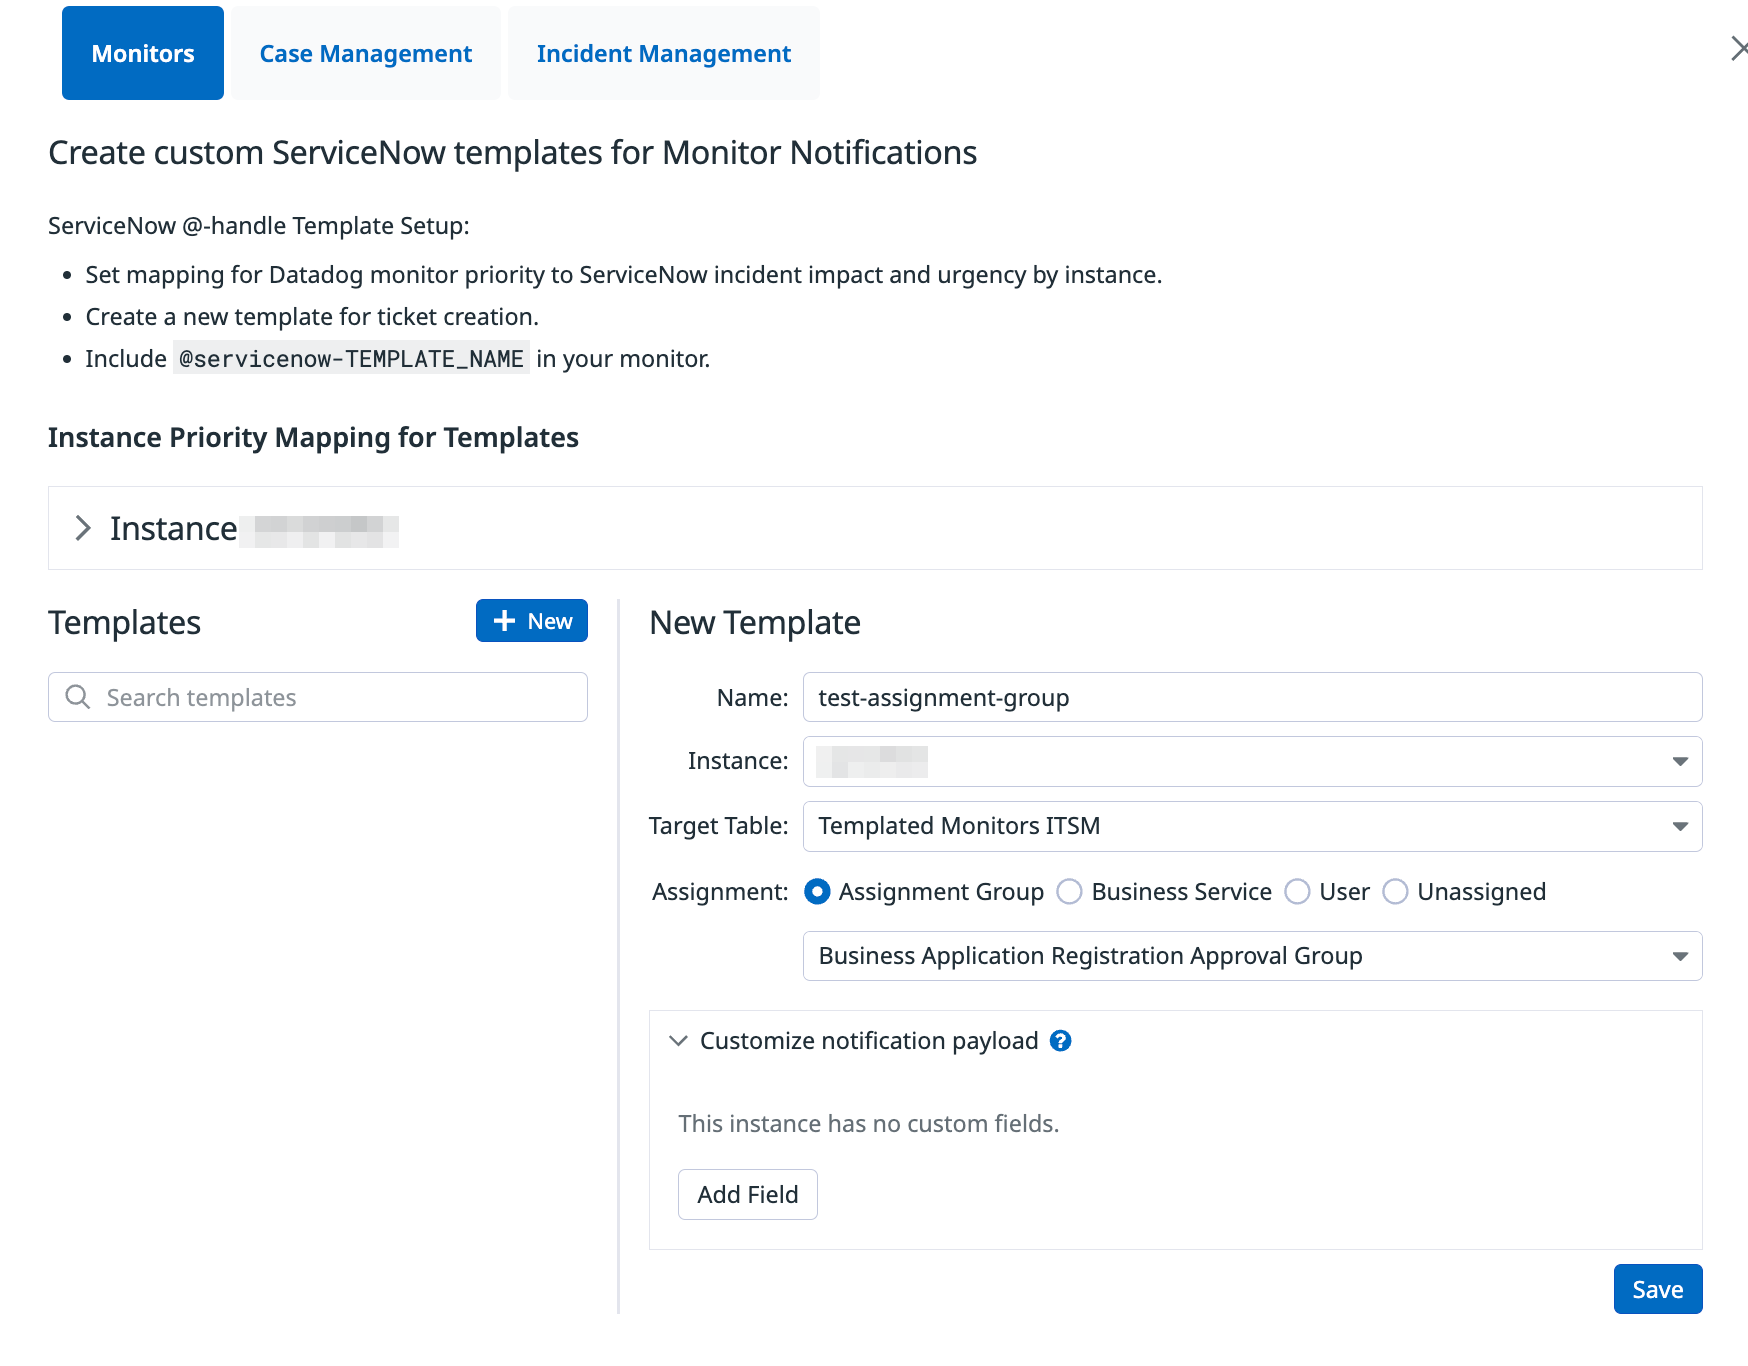 Monitors Case Management Incident Management
Create custom ServiceNow templates for Monitor Notifications
ServiceNow @-handle Template Setup:
• Set mapping for Datadog monitor priority to ServiceNow incident impact and urgency by instance.
• Create a new template for ticket creation.
• Include @servicenow-TEMPLATE_NAME in your monitor.
Instance Priority Mapping for Templates
Instance
Templates
+ New
Search templates
New Template
Name: test-assignment-group
Instance:
Target Table: Templated Monitors ITSM
Assignment: Assignment Group Business Service User Unassigned
Business Application Registration Approval Group
Customize notification payload ?
This instance has no custom fields.
Add Field
Save